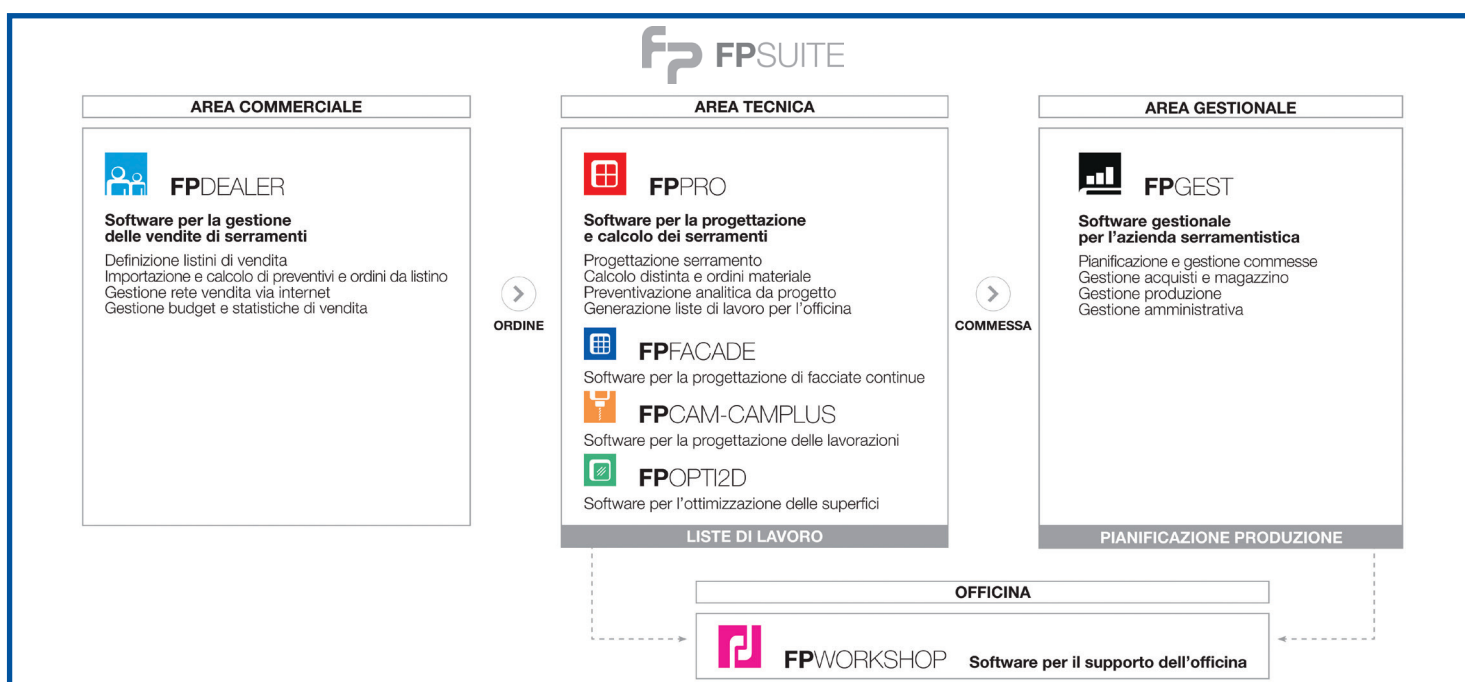 FPSUITE
AREA COMMERCIALE
FPDEALER
Software per la gestione
delle vendite di serramenti
Definizione listini di vendita
Importazione e calcolo di preventivi e ordini da listino
Gestione rete vendita via internet
Gestione budget e statistiche di vendita
ORDINE
AREA TECNICA
FPPRO
Software per la progettazione
e calcolo dei serramenti
Progettazione serramento
Calcolo distinta e ordini materiale
Preventivazione analitica da progetto
Generazione liste di lavoro per l'officina
FPFACADE
Software per la progettazione di facciate continue
FPCAM-CAMPLUS
Software per la progettazione delle lavorazioni
FPOPTI2D
Software per l'ottimizzazione delle superfici
LISTE DI LAVORO
COMMESSA
AREA GESTIONALE
FPGEST
Software gestionale
per l'azienda serramentistica
Pianificazione e gestione commesse
Gestione acquisti e magazzino
Gestione produzione
Gestione amministrativa
PIANIFICAZIONE PRODUZIONE
OFFICINA
FPWORKSHOP Software per il supporto dell'officina